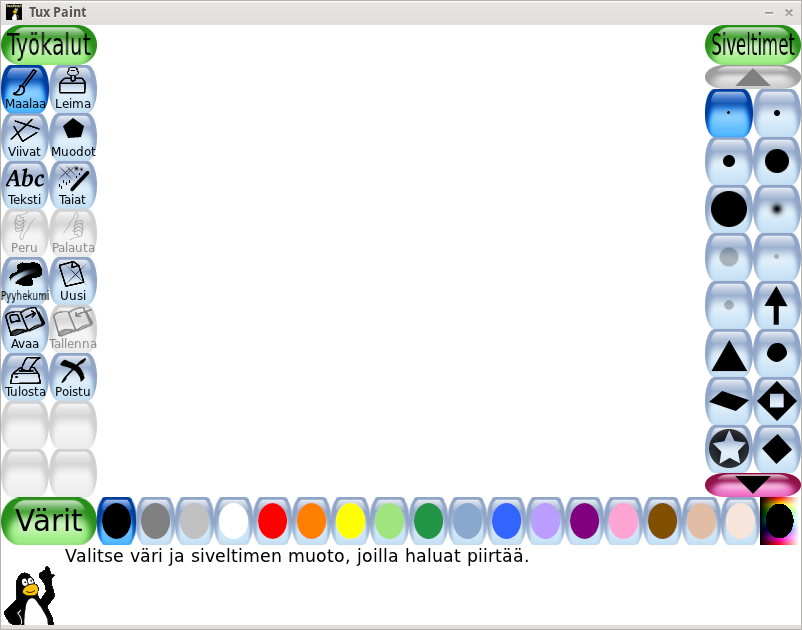 Tux Paint
Työkalut
Siveltimet
Maalaa Leima
Viivat Muodot
Abc
Teksti Taiat
Peru Palauta
Pyyhekumi Uusi
Avaa Tallenna
Tulosta Poistu
Värit
Valitse väri ja siveltimen muoto, joilla haluat piirtää.